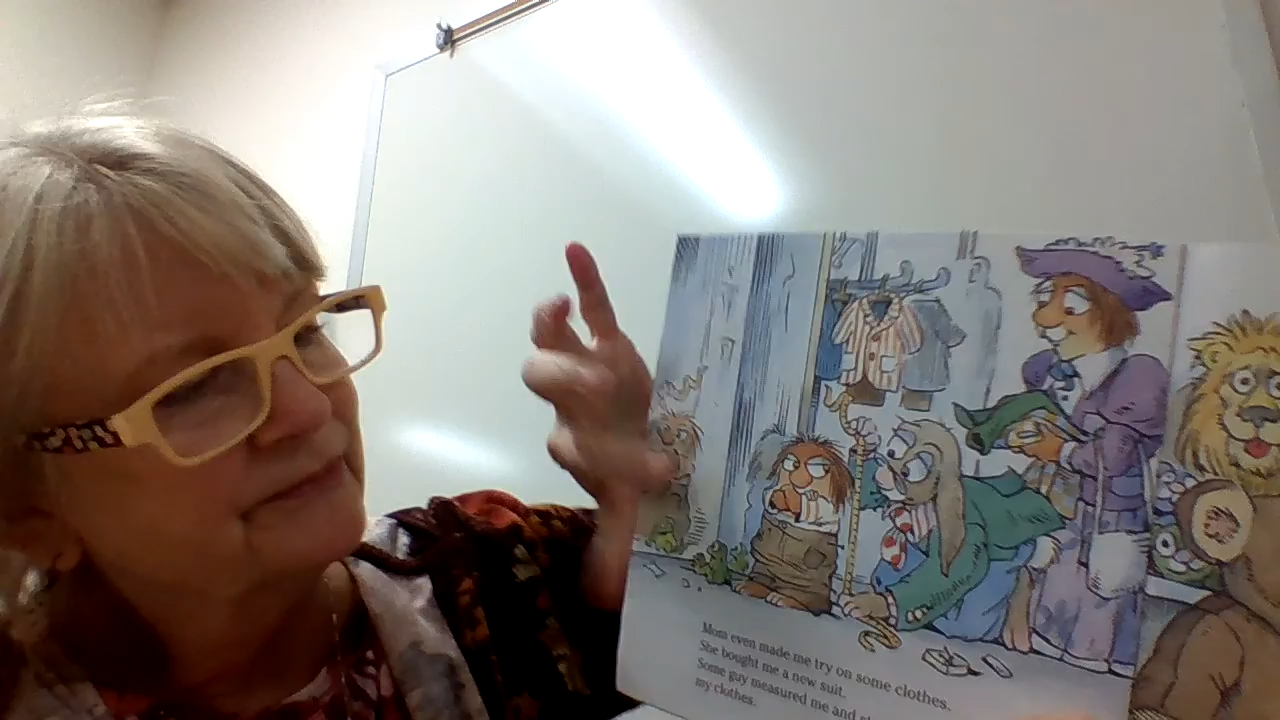 Mom even made me try on some clothes.
She bought me a new suit.
Some guy measured me and
my clothes.